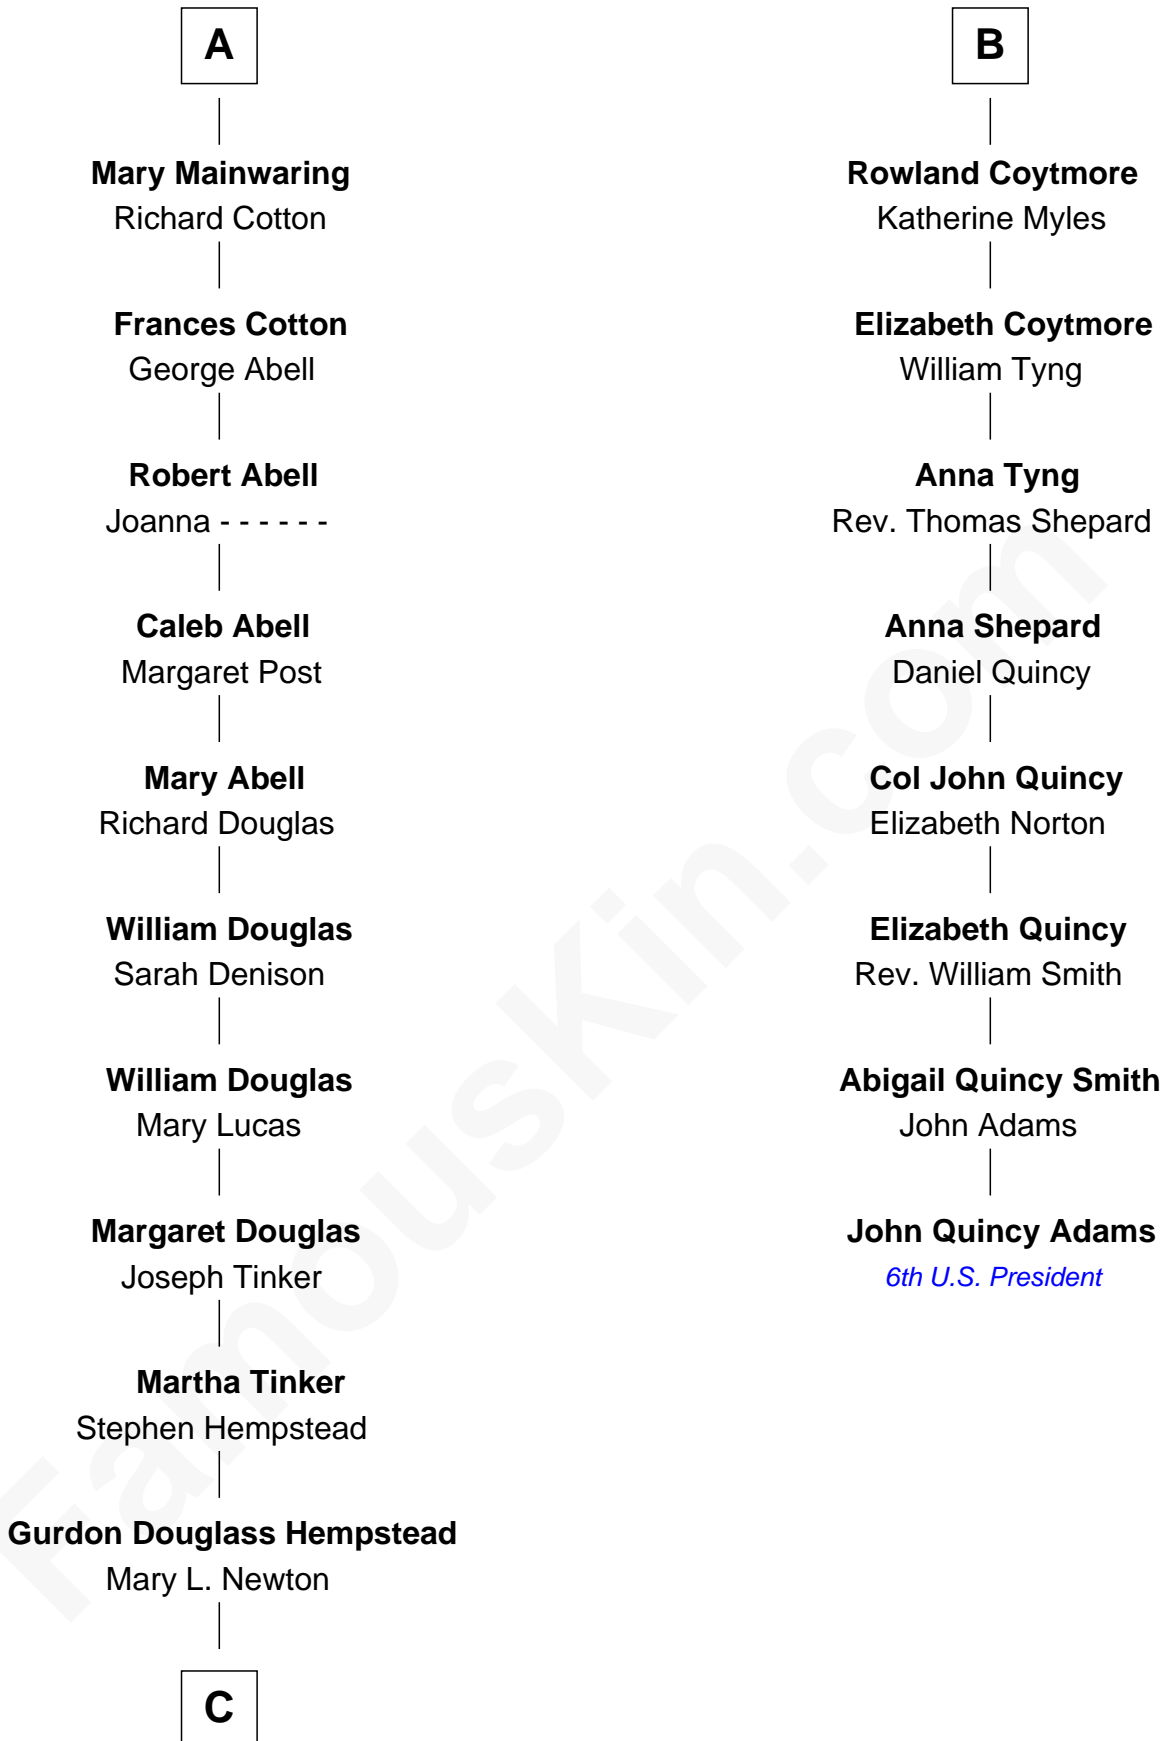 A
Mary Mainwaring
Richard Cotton
Frances Cotton
George Abell
Robert Abell
Joanna - - - - - -
Caleb Abell
Margaret Post
Mary Abell
Richard Douglas
William Douglas
Sarah Denison
William Douglas
Mary Lucas
Margaret Douglas
Joseph Tinker
Martha Tinker
Stephen Hempstead
Gurdon Douglass Hempstead
Mary L. Newton
C
B
Rowland Coytmore
Katherine Myles
Elizabeth Coytmore
William Tyng
Anna Tyng
Rev. Thomas Shepard
Anna Shepard
Daniel Quincy
Col John Quincy
Elizabeth Norton
Elizabeth Quincy
Rev. William Smith
Abigail Quincy Smith
John Adams
John Quincy Adams
6th U.S. President
FamousKin.com